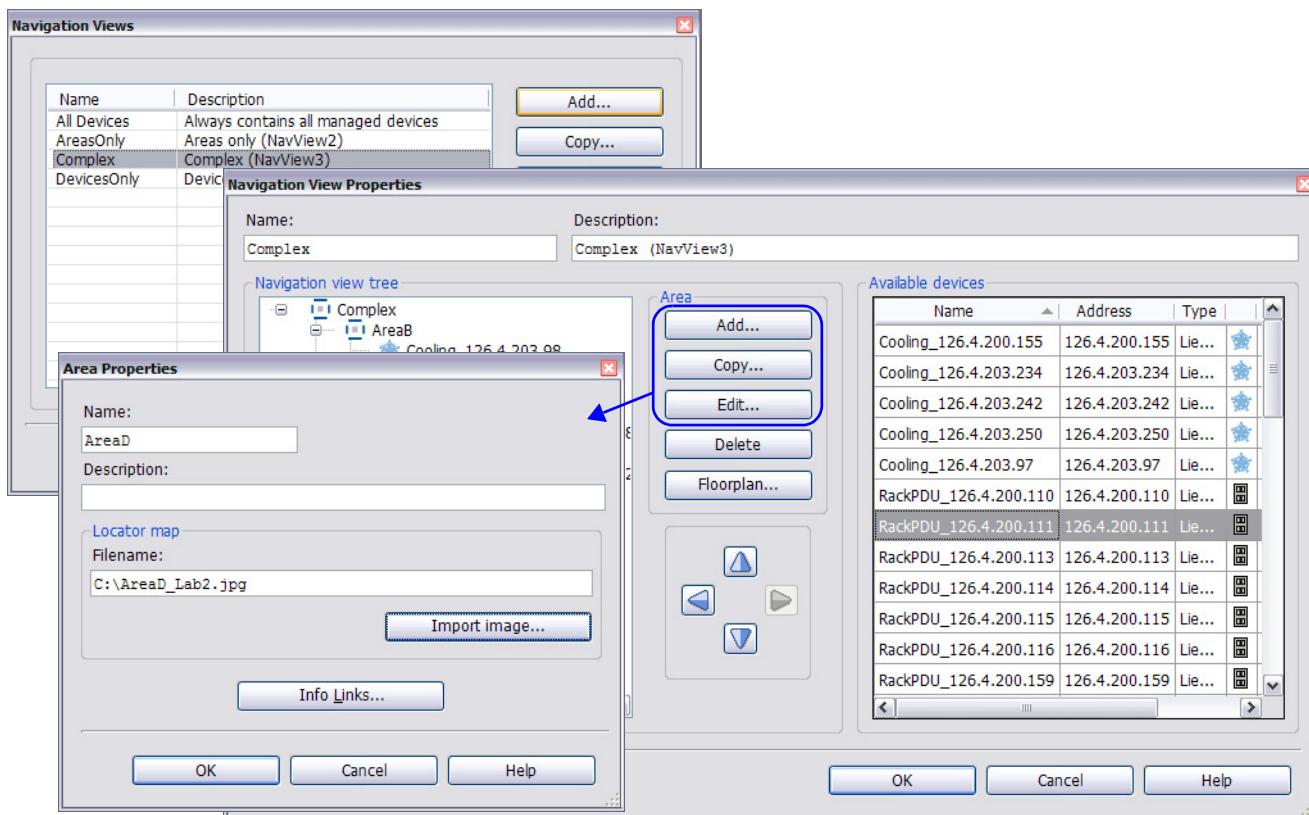 Navigation Views
Name Description
All Devices Always contains all managed devices
AreasOnly Areas only (NavView2)
Complex Complex (NavView3)
DevicesOnly
Add...
Copy...
Navigation View Properties
Name: Description:
Complex Complex (NavView3)
Navigation view tree
Complex
AreaB
Cooling_126.4.203.98
Area
Add...
Copy...
Edit...
Delete
Floorplan...
Available devices
Name Address Type
Cooling_126.4.200.155 126.4.200.155 Lie...
Cooling_126.4.203.234 126.4.203.234 Lie...
Cooling_126.4.203.242 126.4.203.242 Lie...
Cooling_126.4.203.250 126.4.203.250 Lie...
Cooling_126.4.203.97 126.4.203.97 Lie...
RackPDU_126.4.200.110 126.4.200.110 Lie...
RackPDU_126.4.200.111 126.4.200.111 Lie...
RackPDU_126.4.200.113 126.4.200.113 Lie...
RackPDU_126.4.200.114 126.4.200.114 Lie...
RackPDU_126.4.200.115 126.4.200.115 Lie...
RackPDU_126.4.200.116 126.4.200.116 Lie...
RackPDU_126.4.200.159 126.4.200.159 Lie...
OK Cancel Help
Area Properties
Name:
AreaD
Description:
Locator map
Filename:
C:\AreaD_Lab2.jpg
Import image...
Info Links...
OK Cancel Help